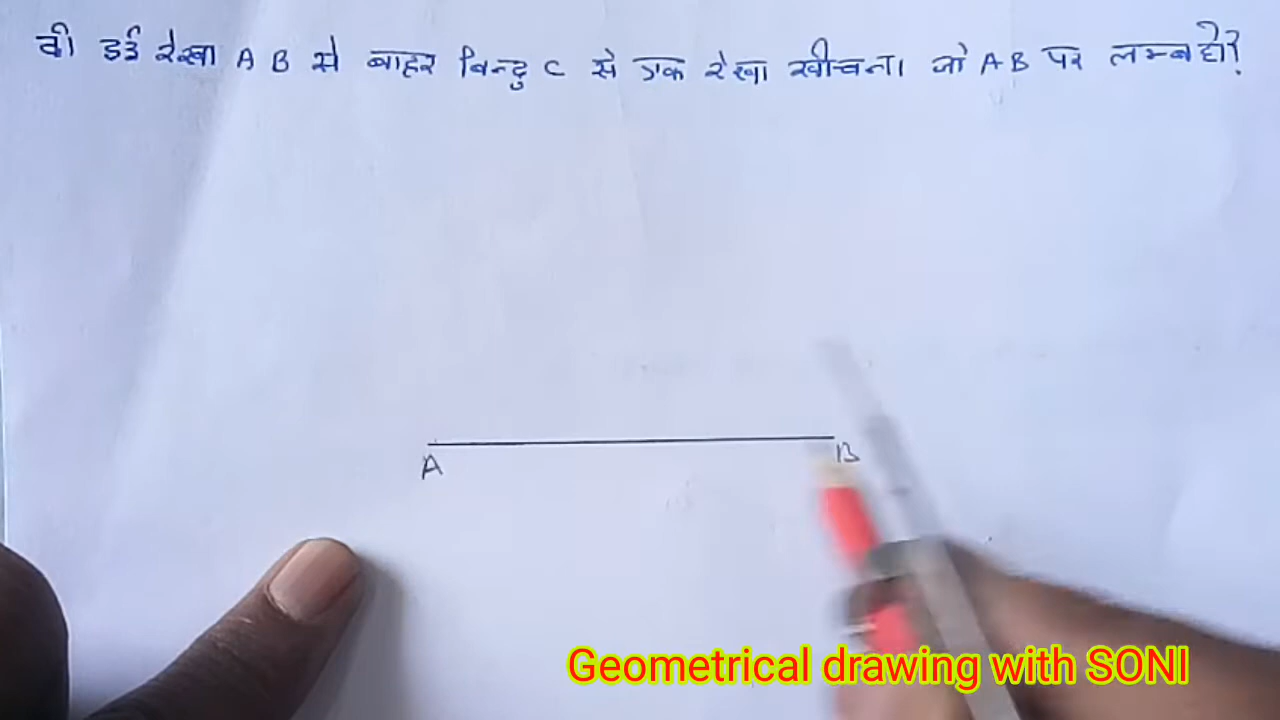 दी हुई रेखा A B से बाहर बिन्दु C से एक रेखा खीचना जो A B पर लम्ब हो?
A
B
Geometrical drawing with SONI